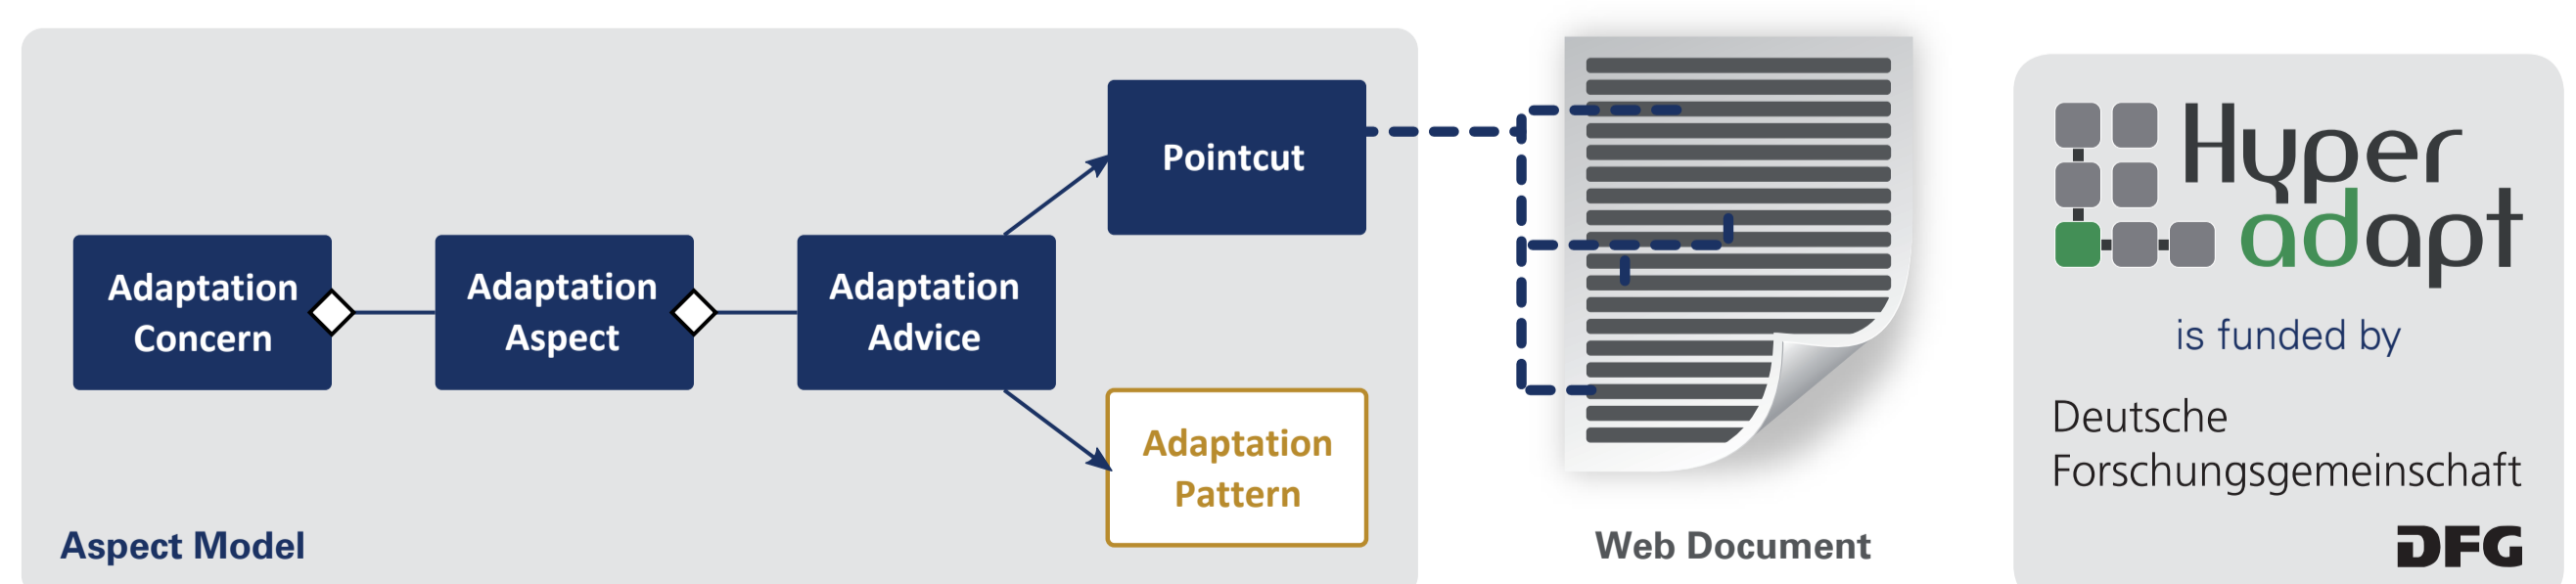 Adaptation
Concern
Adaptation
Aspect
Adaptation
Advice
Pointcut
Adaptation
Pattern
Aspect Model
Web Document
Hyper
adapt
is funded by
Deutsche
Forschungsgemeinschaft
DFG